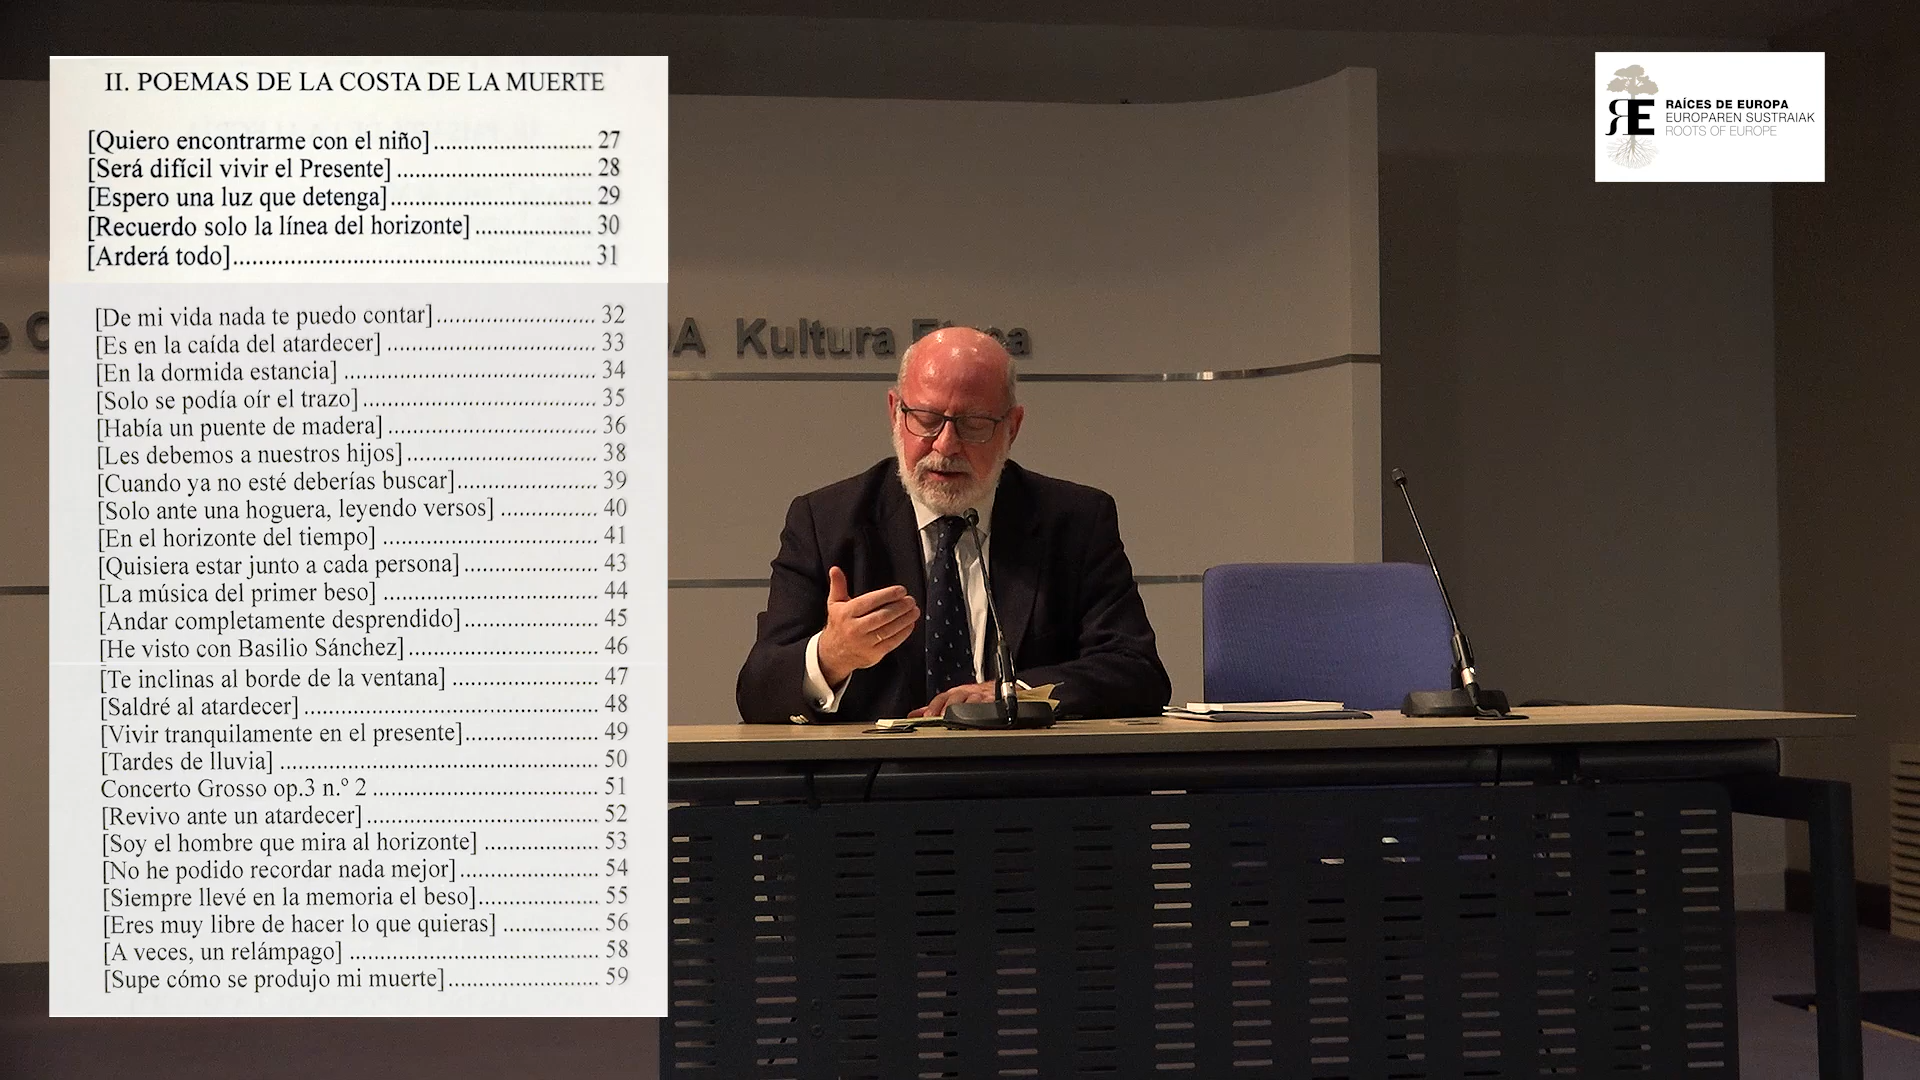 II. POEMAS DE LA COSTA DE LA MUERTE
[Quiero encontrarme con el niño]........................ 27
[Será difícil vivir el Presente] ............................. 28
[Espero una luz que detenga].............................. 29
[Recuerdo solo la línea del horizonte] .................. 30
[Arderá todo]...................................................... 31
[De mi vida nada te puedo contar]........................ 32
[Es en la caída del atardecer] ............................... 33
[En la dormida estancia] ...................................... 34
[Solo se podía oír el trazo] ................................... 35
[Había un puente de madera] ................................ 36
[Les debemos a nuestros hijos] ............................. 38
[Cuando ya no esté deberías buscar]..................... 39
[Solo ante una hoguera, leyendo versos] ............... 40
[En el horizonte del tiempo] ................................. 41
[Quisiera estar junto a cada persona].................... 43
[La música del primer beso] ................................. 44
[Andar completamente desprendido].................... 45
[He visto con Basilio Sánchez]............................. 46
[Te inclinas al borde de la ventana] ...................... 47
[Saldré al atardecer] ............................................ 48
[Vivir tranquilamente en el presente].................... 49
[Tardes de lluvia] ................................................ 50
Concerto Grosso op.3 n.º 2 .................................. 51
[Revivo ante un atardecer] ................................... 52
[Soy el hombre que mira al horizonte] ................. 53
[No he podido recordar nada mejor]..................... 54
[Siempre llevé en la memoria el beso].................. 55
[Eres muy libre de hacer lo que quieras] .............. 56
[A veces, un relámpago] ...................................... 58
[Supe cómo se produjo mi muerte]....................... 59
RE
RAÍCES DE EUROPA
EUROPAREN SUSTRAIAK
ROOTS OF EUROPE
Kultura